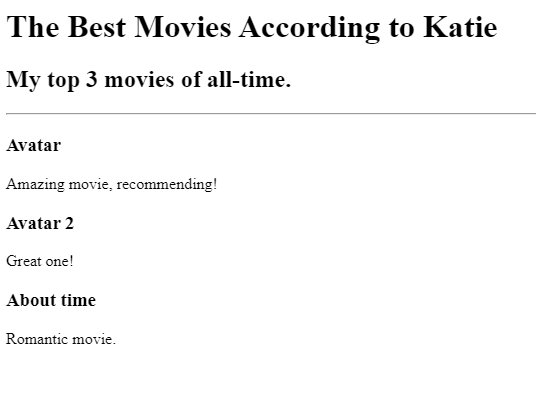 The Best Movies According to Katie
My top 3 movies of all-time.
Avatar
Amazing movie, recommending!
Avatar 2
Great one!
About time
Romantic movie.